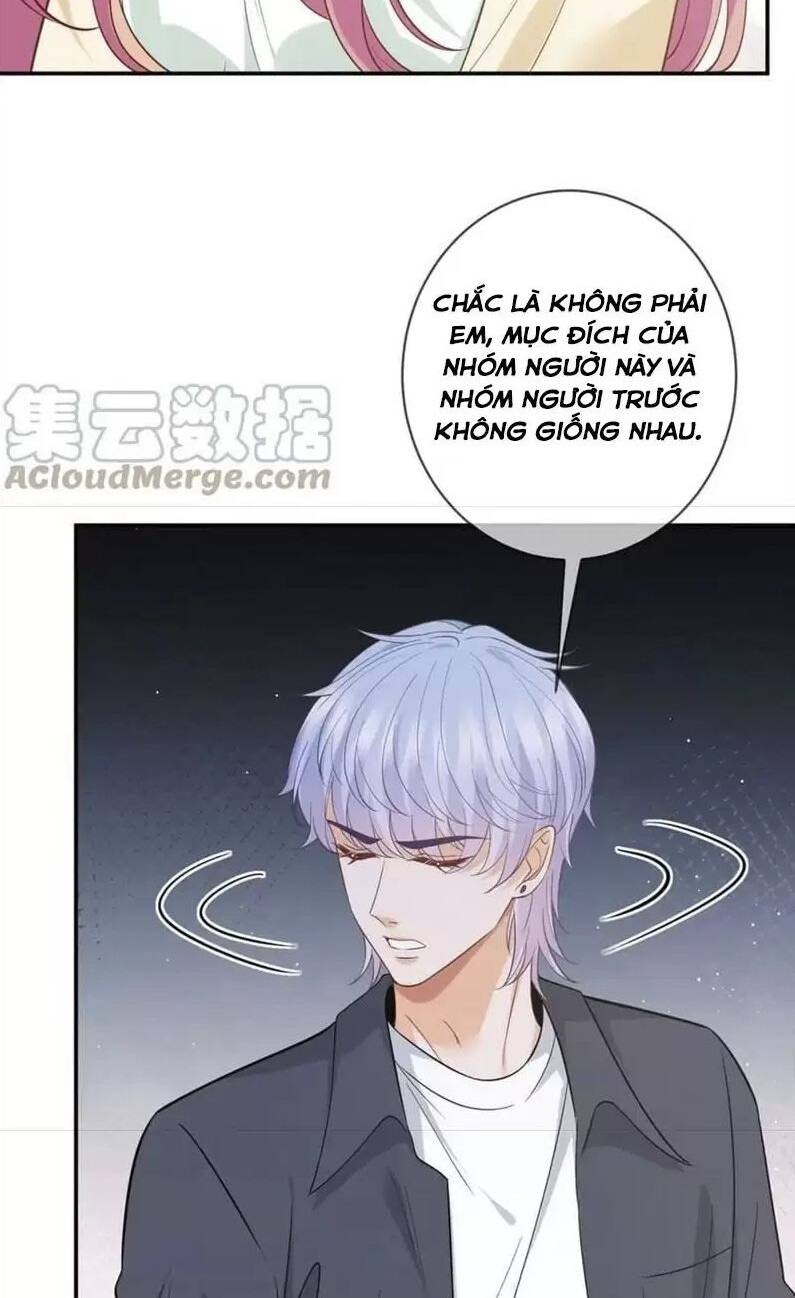 CHẮC LÀ KHÔNG PHẢI
EM, MỤC ĐÍCH CỦA
NHÓM NGƯỜI NÀY VÀ
NHÓM NGƯỜI TRƯỚC
KHÔNG GIỐNG NHAU.
集云数据
ACloudMerge.com